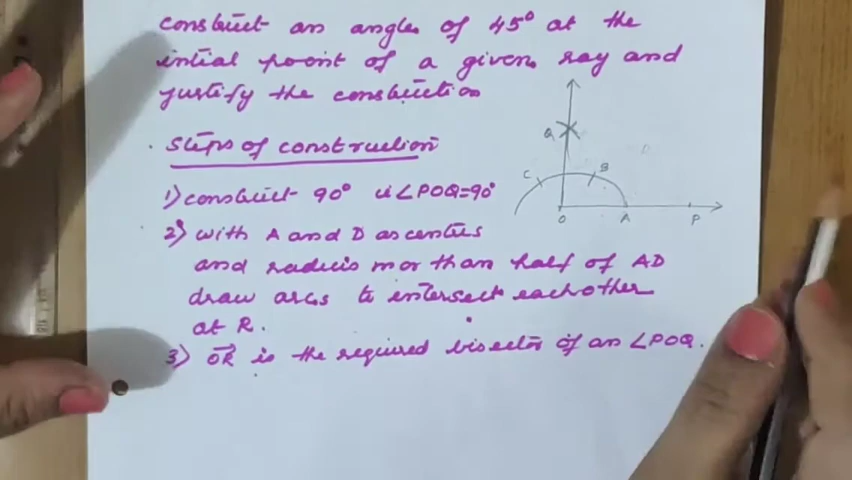 construct an angles of 45° at the
initial point of a given ray and
justify the construction
Steps of construction
1) construct 90° ie ∠POQ=90°
2) with A and D as centres
and radius mor than half of AD
draw arcs to intersect each other
at R.
3) OR is the required bisector of an ∠POQ.
Q
C
B
O
A
P